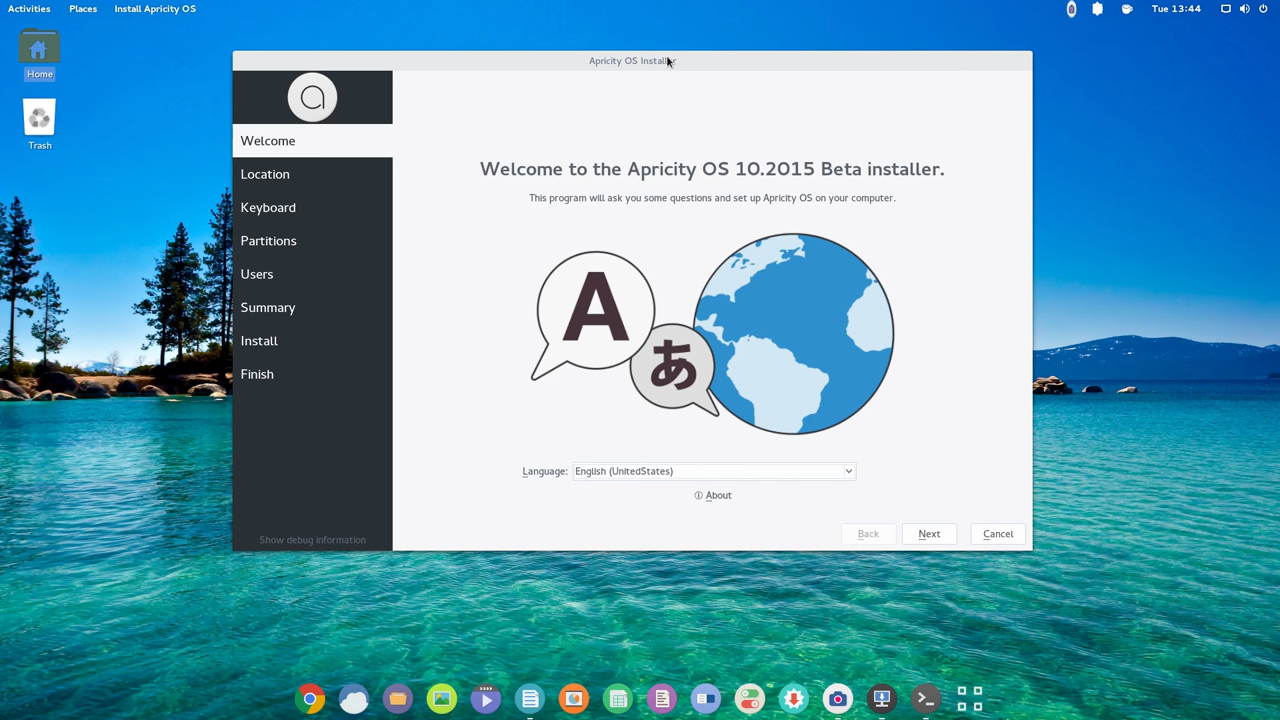 Activities Places Install Apricity OS Tue 13:44
Home
Trash
Apricity OS Installer
Welcome
Location
Keyboard
Partitions
Users
Summary
Install
Finish
Show debug information
Welcome to the Apricity OS 10.2015 Beta installer.
This program will ask you some questions and set up Apricity OS on your computer.
A
あ
Language: English (UnitedStates)
About
Back Next Cancel